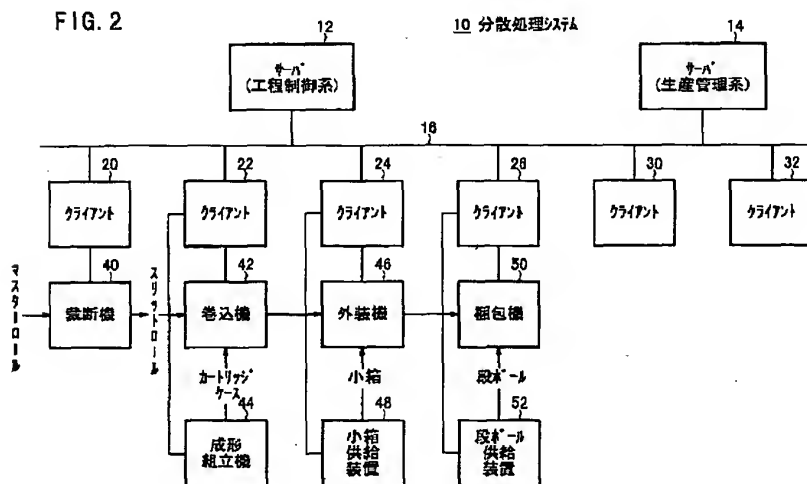 FIG. 2
10 分散処理システム
12
サーバ
(工程制御系)
14
サーバ
(生産管理系)
16
20
クライアント
22
クライアント
24
クライアント
26
クライアント
30
クライアント
32
クライアント
マスターロール
40
裁断機
スリットロール
42
巻込機
46
外装機
50
梱包機
カートリッジ
ケース
小箱
段ボール
44
成形
組立機
48
小箱
供給
装置
52
段ボール
供給
装置